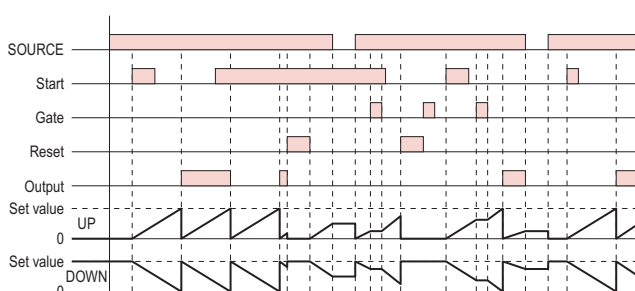 SOURCE
Start
Gate
Reset
Output
Set value
UP
0
Set value
DOWN
0